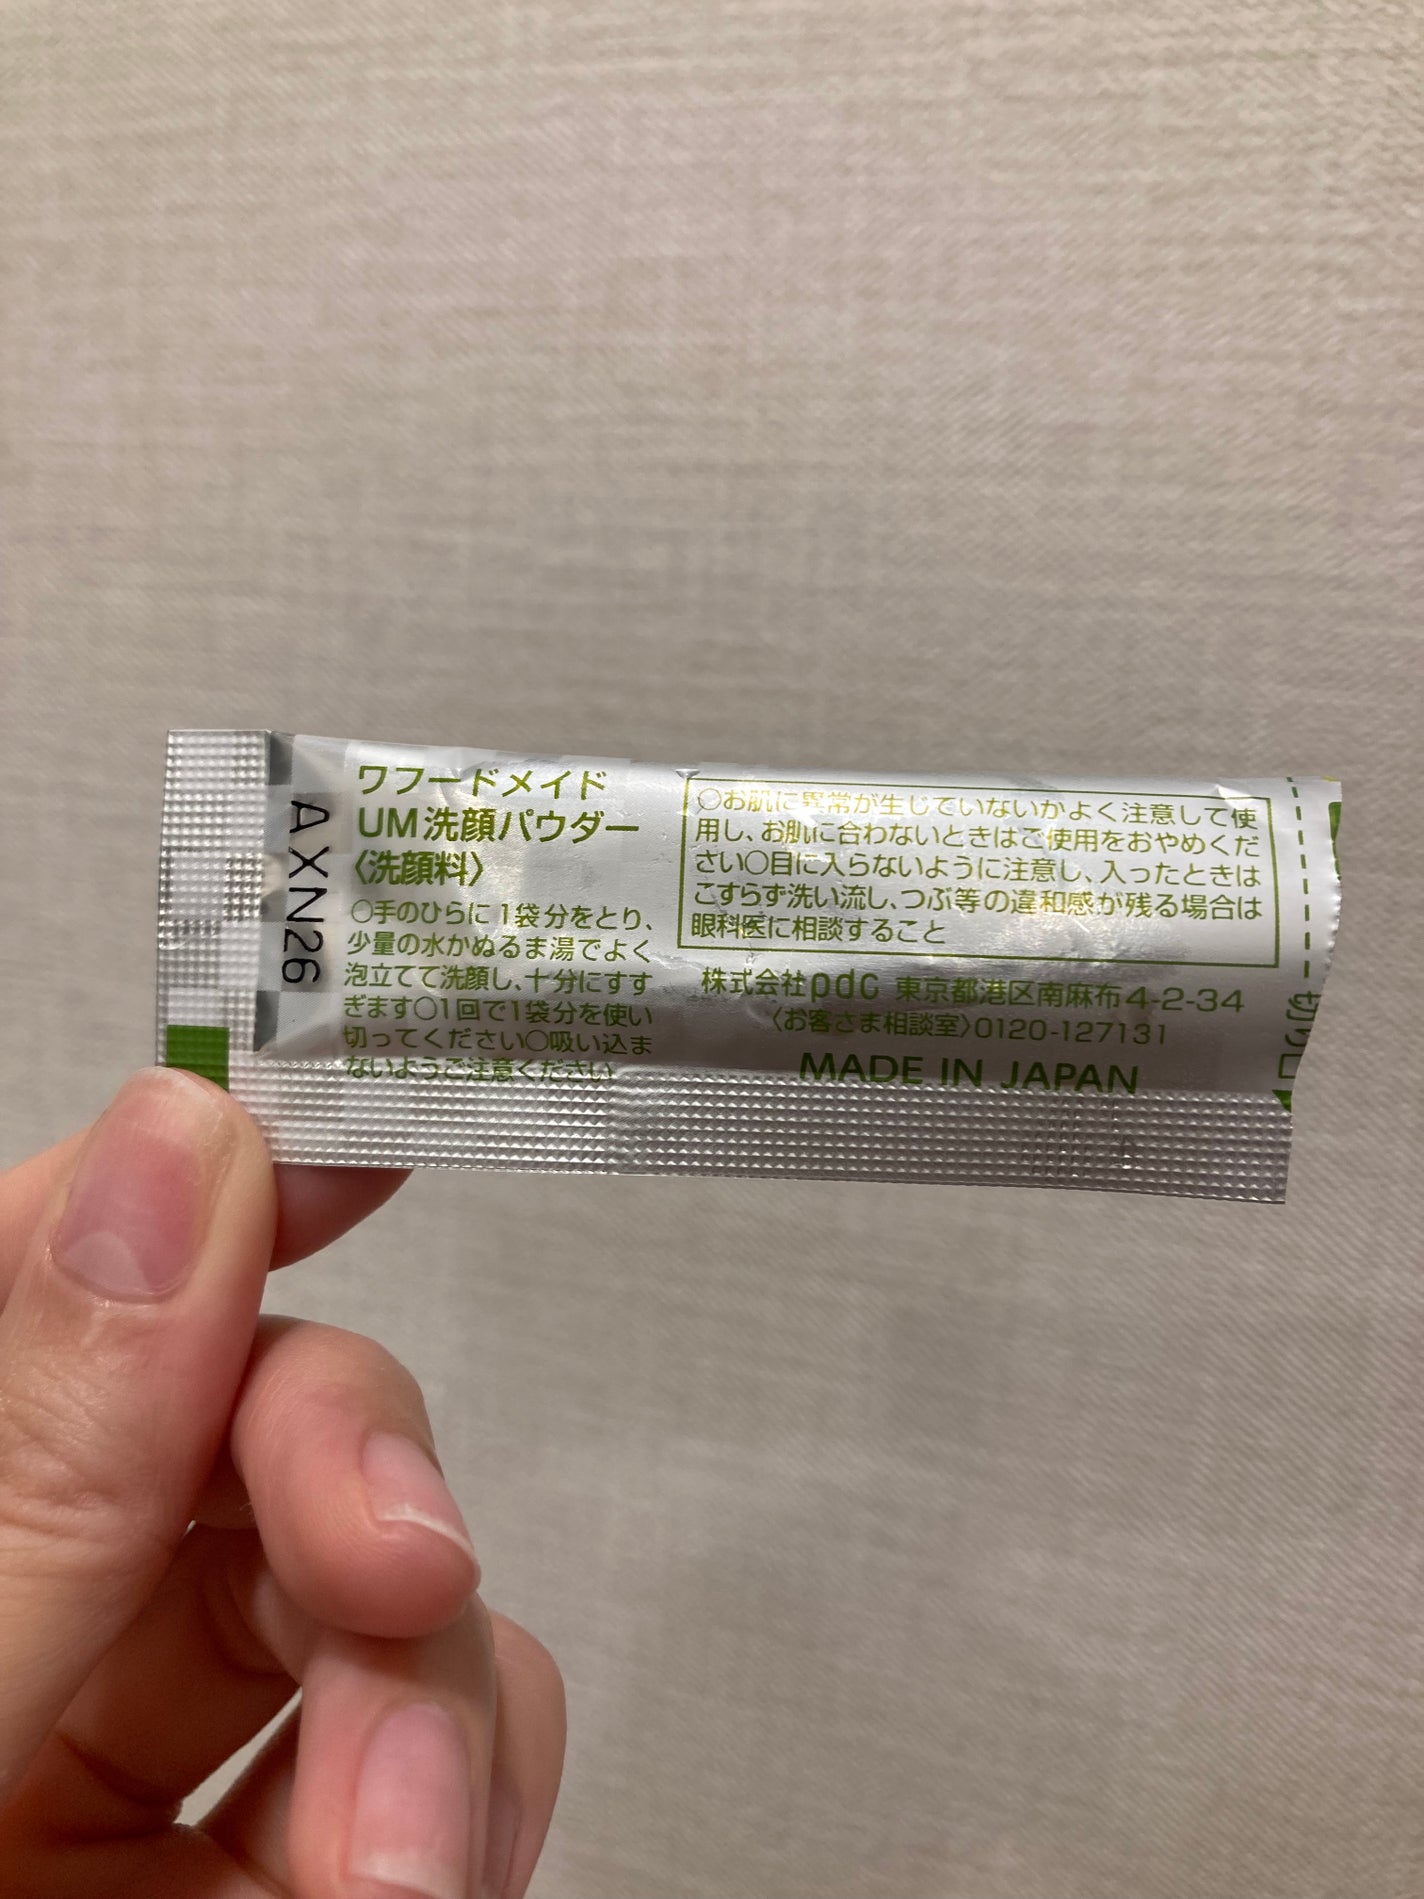 AXN26
ワフードメイド
UM洗顔パウダー
〈洗顔料〉
○手のひらに1袋分をとり、
少量の水かぬるま湯でよく
泡立てて洗顔し、十分にすす
ぎます○1回で1袋分を使い
切ってください○吸い込ま
ないようご注意ください
○お肌に異常が生じていないかよく注意して使
用し、お肌に合わないときはご使用をおやめくだ
さい○目に入らないように注意し、入ったときは
こすらず洗い流し、つぶ等の違和感が残る場合は
眼科医に相談すること
株式会社pdc 東京都港区南麻布4-2-34
〈お客さま相談室〉0120-127131
MADE IN JAPAN
切り口